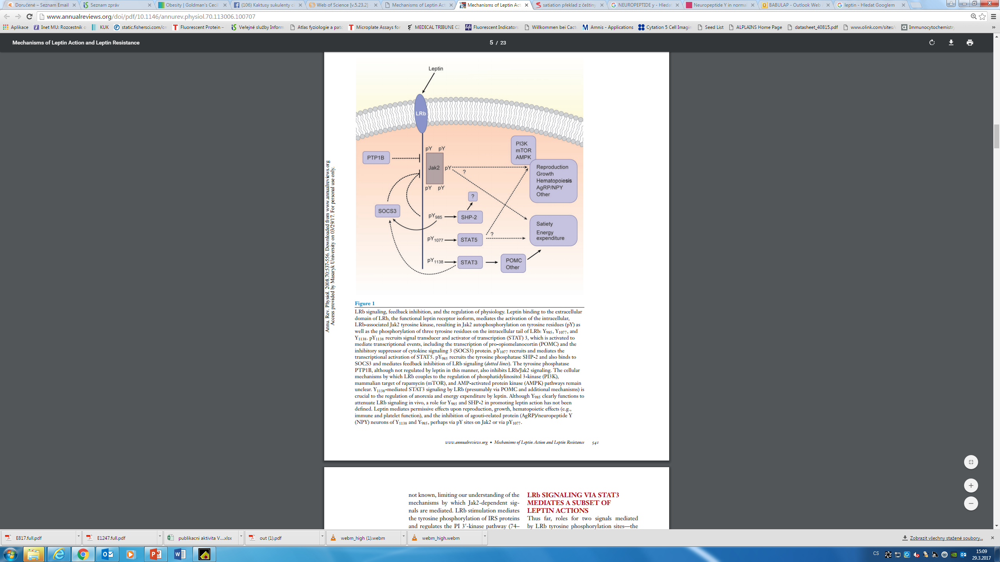 Doručené – Seznam Email
Seznam zpráv
Obesity | Goldman's Cecil
(106) Kaktusy sukulenty ci
Web of Science [v.5.23.2]
Mechanisms of Leptin Act
Mechanisms of Leptin Act
satiation překlad z češtiny
NEUROPEPTIDE y - Hledat
Neuropeptide Y in normal
BABULAP - Outlook Web
leptin - Hledat Googlem
www.annualreviews.org/doi/pdf/10.1146/annurev.physiol.70.113006.100707
Aplikace
Inet MU: Rozcestník
KUK
static.fishersci.com/cm
Fluorescent Protein –
Veřejné služby Inform
Atlas fyziologie a pato
Microplate Assays for
MEDICAL TRIBUNE CZ
Fluorescent Indicators
Willkommen bei Cact
Amnis - Applications
Cytation 5 Cell Imagin
Seed List
ALPLAINS Home Page
datasheet_40815.pdf
www.olink.com/sites/
Immunocytochemistry
»
Mechanisms of Leptin Action and Leptin Resistance
5 / 23
Annu. Rev. Physiol. 2008.70:537-556. Downloaded from www.annualreviews.org
Access provided by Masaryk University on 03/29/17. For personal use only.
Leptin
LRb
PTP1B
pY pY
Jak2
pY
?
pY pY
PI3K
mTOR
AMPK
Reproduction
Growth
Hematopoiesis
AgRP/NPY
Other
?
SOCS3
pY985
SHP-2
Satiety
Energy
expenditure
pY1077
STAT5
?
pY1138
STAT3
POMC
Other
Figure 1
LRb signaling, feedback inhibition, and the regulation of physiology. Leptin binding to the extracellular
domain of LRb, the functional leptin receptor isoform, mediates the activation of the intracellular,
LRb-associated Jak2 tyrosine kinase, resulting in Jak2 autophosphorylation on tyrosine residues (pY) as
well as the phosphorylation of three tyrosine residues on the intracellular tail of LRb: Y985, Y1077, and
Y1138. pY1138 recruits signal transducer and activator of transcription (STAT) 3, which is activated to
mediate transcriptional events, including the transcription of pro-opiomelanocortin (POMC) and the
inhibitory suppressor of cytokine signaling 3 (SOCS3) protein. pY1077 recruits and mediates the
transcriptional activation of STAT5. pY985 recruits the tyrosine phosphatase SHP-2 and also binds to
SOCS3 and mediates feedback inhibition of LRb signaling (dotted lines). The tyrosine phosphatase
PTP1B, although not regulated by leptin in this manner, also inhibits LRb/Jak2 signaling. The cellular
mechanisms by which LRb couples to the regulation of phosphatidylinositol 3-kinase (PI3K),
mammalian target of rapamycin (mTOR), and AMP-activated protein kinase (AMPK) pathways remain
unclear. Y1138-mediated STAT3 signaling by LRb (presumably via POMC and additional mechanisms) is
crucial to the regulation of anorexia and energy expenditure by leptin. Although Y985 clearly functions to
attenuate LRb signaling in vivo, a role for Y985 and SHP-2 in promoting leptin action has not been
defined. Leptin mediates permissive effects upon reproduction, growth, hematopoietic effects (e.g.,
immune and platelet function), and the inhibition of agouti-related protein (AgRP)/neuropeptide Y
(NPY) neurons of Y1138 and Y985, perhaps via pY sites on Jak2 or via pY1077.
www.annualreviews.org • Mechanisms of Leptin Action and Leptin Resistance 541
not known, limiting our understanding of the
mechanisms by which Jak2-dependent sig-
nals are mediated. LRb stimulation mediates
the tyrosine phosphorylation of IRS proteins
and regulates the PI 3′-kinase pathway (74–
LRb SIGNALING VIA STAT3
MEDIATES A SUBSET OF
LEPTIN ACTIONS
Thus far, roles for two signals mediated
by LRb tyrosine phosphorylation sites—the
E817.full.pdf
E1247.full.pdf
publikacni aktivita V....xlsx
out (1).pdf
webm_high (1).webm
webm_high.webm
Zobrazit všechny stažené soubory...
CS
15:09
29.3.2017